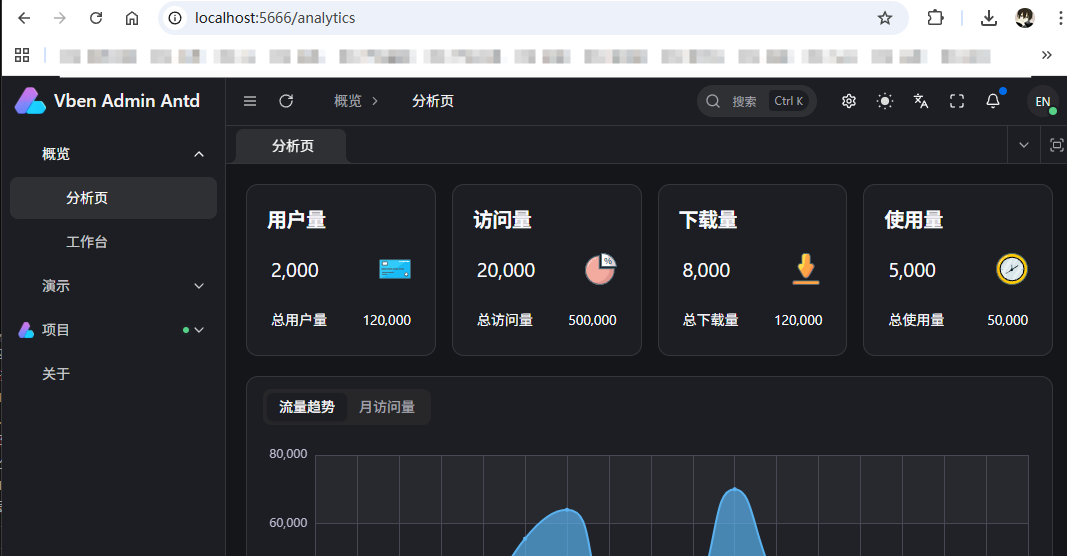 localhost:5666/analytics
Vben Admin Antd
概览
分析页
搜索
Ctrl K
EN
概览
分析页
工作台
演示
项目
关于
分析页
用户量
2,000
总用户量
120,000
访问量
20,000
%
总访问量
500,000
下载量
8,000
总下载量
120,000
使用量
5,000
总使用量
50,000
流量趋势
月访问量
80,000
60,000